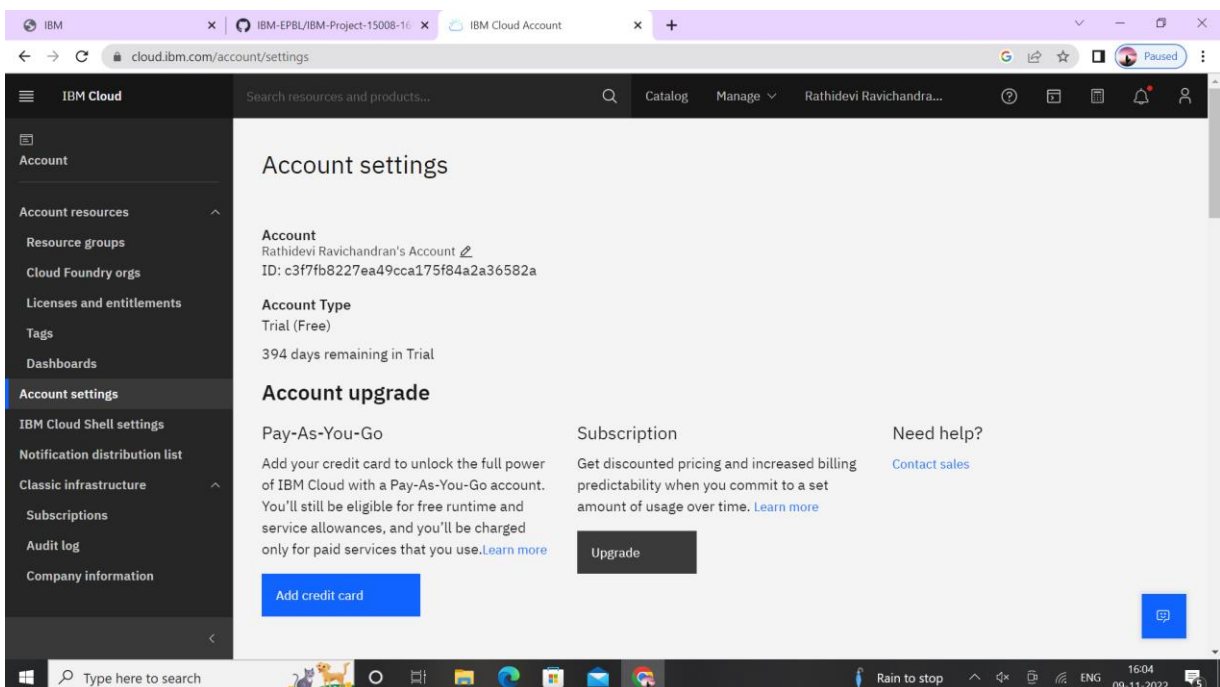 IBM
IBM-EPBL/IBM-Project-15008-16
IBM Cloud Account
cloud.ibm.com/account/settings
Paused
IBM Cloud
Search resources and products...
Catalog
Manage
Rathidevi Ravichandra...
Account
Account resources
Resource groups
Cloud Foundry orgs
Licenses and entitlements
Tags
Dashboards
Account settings
IBM Cloud Shell settings
Notification distribution list
Classic infrastructure
Subscriptions
Audit log
Company information
Account settings
Account
Rathidevi Ravichandran's Account
ID: c3f7fb8227ea49cca175f84a2a36582a
Account Type
Trial (Free)
394 days remaining in Trial
Account upgrade
Pay-As-You-Go
Add your credit card to unlock the full power
of IBM Cloud with a Pay-As-You-Go account.
You'll still be eligible for free runtime and
service allowances, and you'll be charged
only for paid services that you use.Learn more
Add credit card
Subscription
Get discounted pricing and increased billing
predictability when you commit to a set
amount of usage over time. Learn more
Upgrade
Need help?
Contact sales
Type here to search
Rain to stop
ENG
16:04
09-11-2022
5